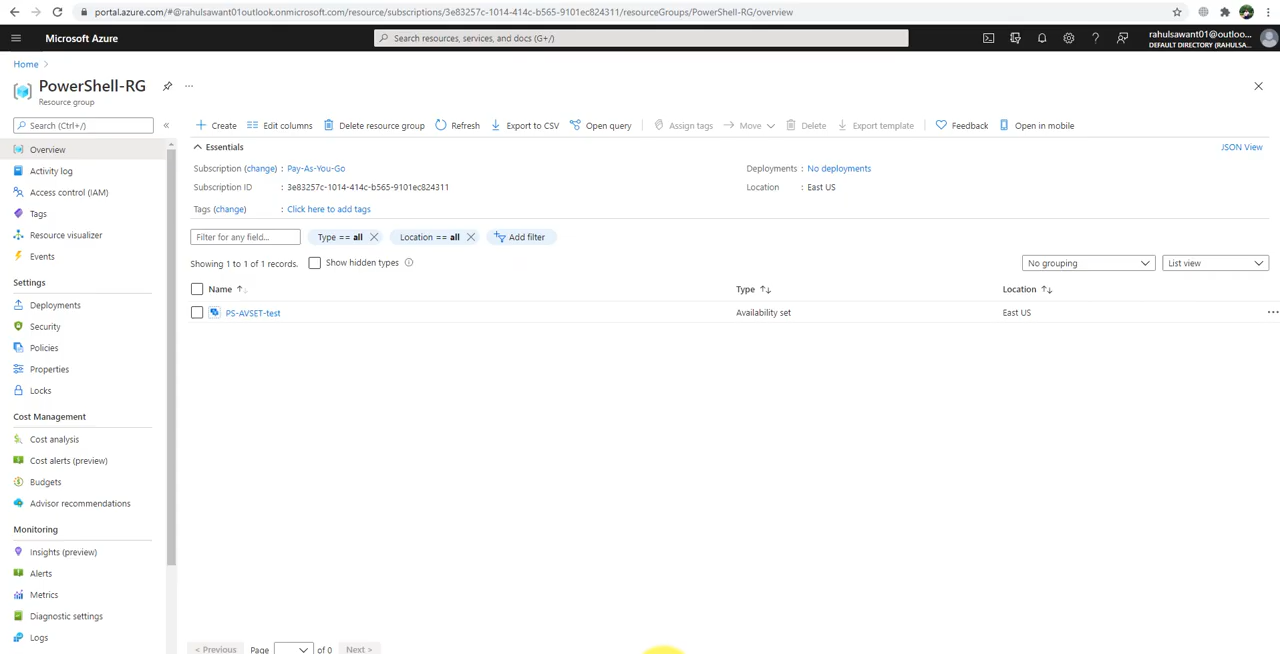 portal.azure.com/#@rahulsawant01outlook.onmicrosoft.com/resource/subscriptions/3e83257c-1014-414c-b565-9101ec824311/resourceGroups/PowerShell-RG/overview
Microsoft Azure
Search resources, services, and docs (G+/)
rahulsawant01@outloo...
DEFAULT DIRECTORY (RAHULSA...
Home
PowerShell-RG
Resource group
Search (Ctrl+/)
Create
Edit columns
Delete resource group
Refresh
Export to CSV
Open query
Assign tags
Move
Delete
Export template
Feedback
Open in mobile
Overview
Activity log
Access control (IAM)
Tags
Resource visualizer
Events
Settings
Deployments
Security
Policies
Properties
Locks
Cost Management
Cost analysis
Cost alerts (preview)
Budgets
Advisor recommendations
Monitoring
Insights (preview)
Alerts
Metrics
Diagnostic settings
Logs
Essentials
JSON View
Subscription (change) : Pay-As-You-Go
Deployments : No deployments
Subscription ID : 3e83257c-1014-414c-b565-9101ec824311
Location : East US
Tags (change) : Click here to add tags
Filter for any field...
Type == all
Location == all
Add filter
Showing 1 to 1 of 1 records.
Show hidden types
No grouping
List view
Name
Type
Location
PS-AVSET-test
Availability set
East US
< Previous
Page
of 0
Next >